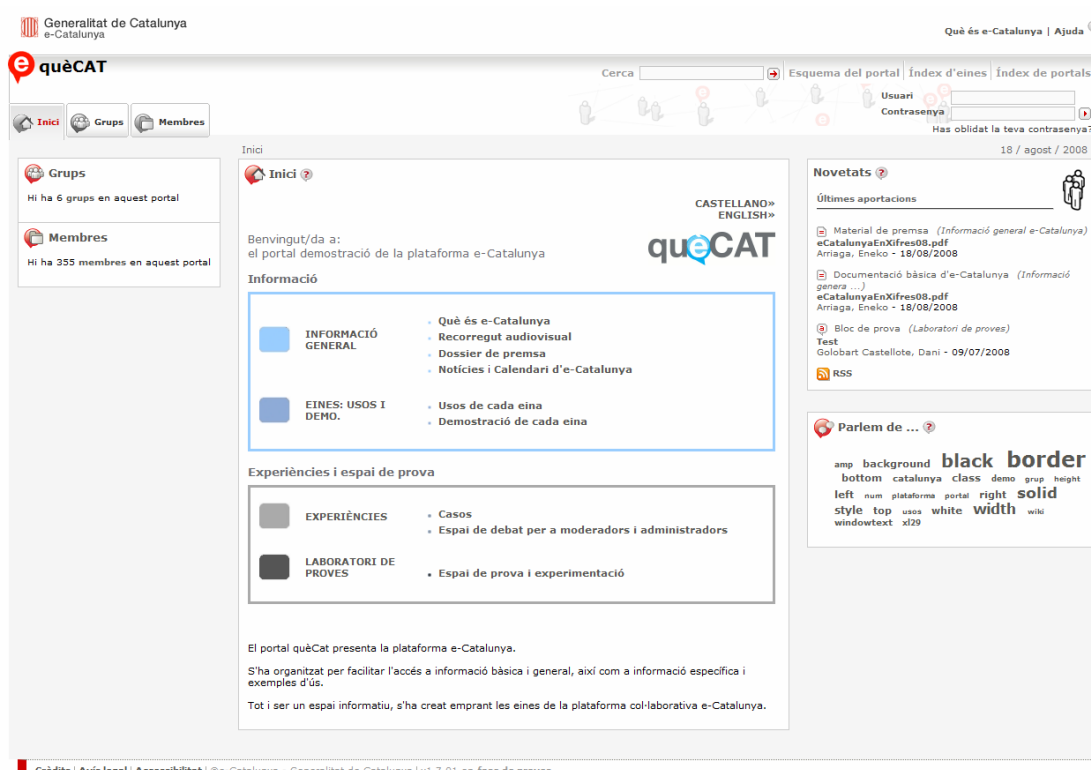 Generalitat de Catalunya
e-Catalunya
Què és e-Catalunya | Ajuda
e quèCAT
Cerca
Esquema del portal | Índex d'eines | Índex de portals
Usuari
Contrasenya
Has oblidat la teva contrasenya?
Inici
Grups
Membres
Inici
18 / agost / 2008
Grups
Hi ha 6 grups en aquest portal
Membres
Hi ha 355 membres en aquest portal
Inici ?
CASTELLANO»
ENGLISH»
Benvingut/da a:
el portal demostració de la plataforma e-Catalunya
queCAT
Informació
INFORMACIÓ
GENERAL
Què és e-Catalunya
Recorregut audiovisual
Dossier de premsa
Notícies i Calendari d'e-Catalunya
EINES: USOS I
DEMO.
Usos de cada eina
Demostració de cada eina
Experiències i espai de prova
EXPERIÈNCIES
Casos
Espai de debat per a moderadors i administradors
LABORATORI DE
PROVES
Espai de prova i experimentació
El portal quèCat presenta la plataforma e-Catalunya.
S'ha organitzat per facilitar l'accés a informació bàsica i general, així com a informació específica i
exemples d'ús.
Tot i ser un espai informatiu, s'ha creat emprant les eines de la plataforma col·laborativa e-Catalunya.
Novetats ?
Últimes aportacions
Material de premsa (Informació general e-Catalunya)
eCatalunyaEnXifres08.pdf
Arriaga, Eneko - 18/08/2008
Documentació bàsica d'e-Catalunya (Informació
genera ...)
eCatalunyaEnXifres08.pdf
Arriaga, Eneko - 18/08/2008
Bloc de prova (Laboratori de proves)
Test
Golobart Castellote, Dani - 09/07/2008
RSS
Parlem de ... ?
amp background black border
bottom catalunya class demo grup height
left num plataforma portal right solid
style top usos white width wiki
windowtext xl29